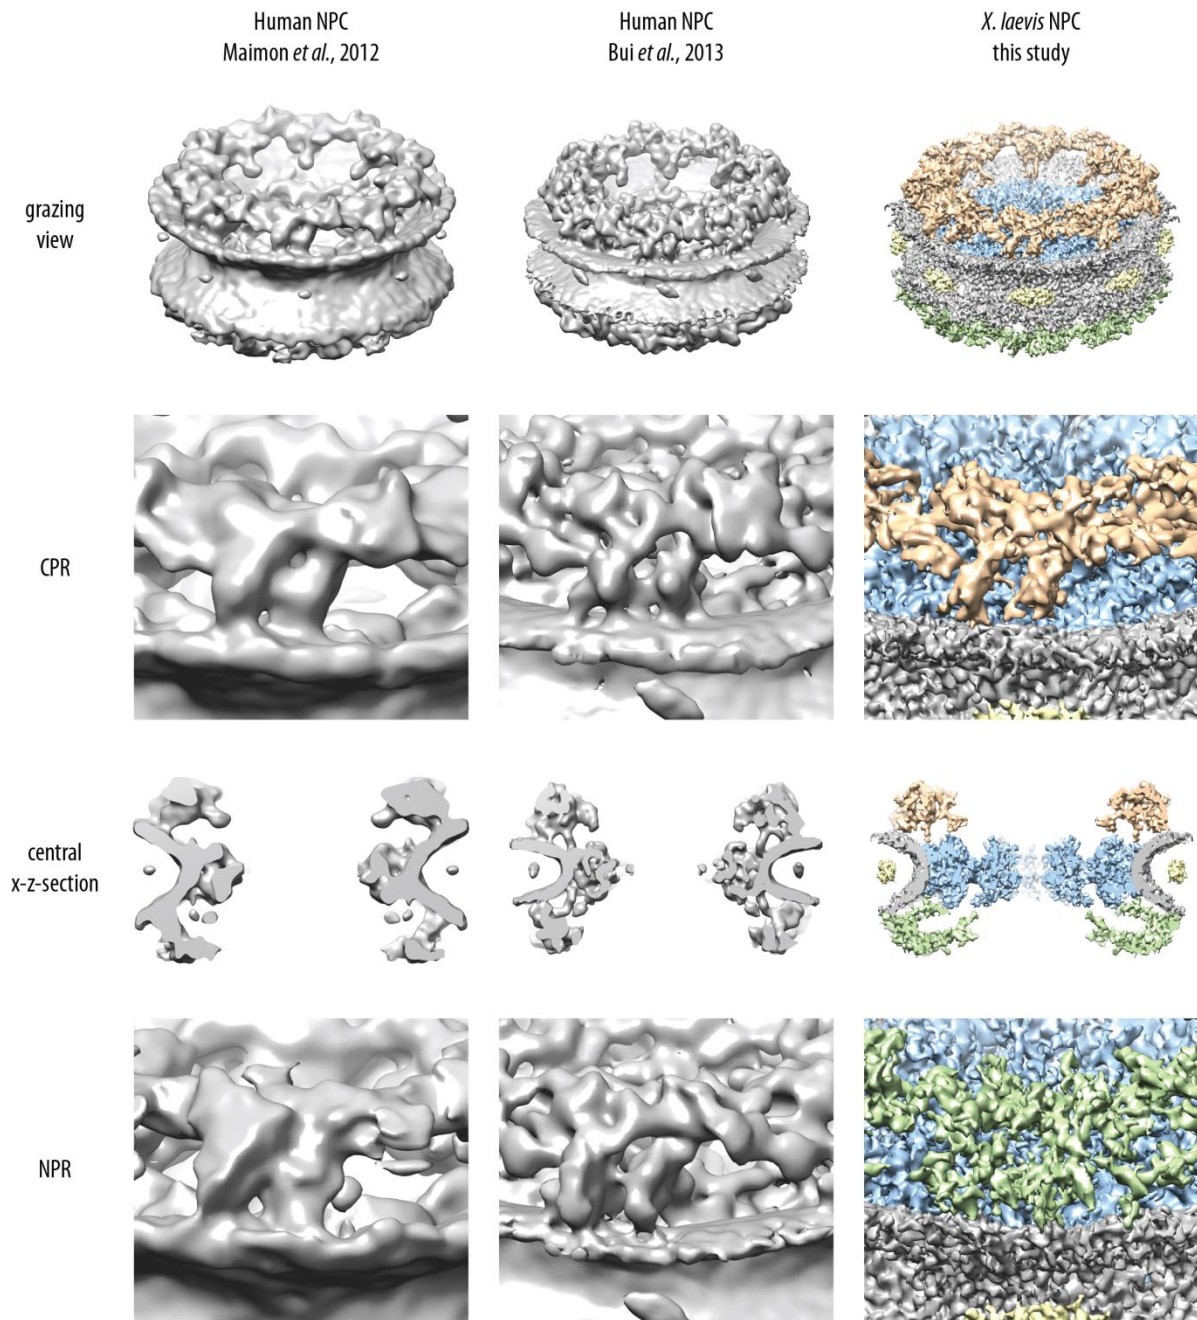 Human NPC
Maimon et al., 2012
Human NPC
Bui et al., 2013
X. laevis NPC
this study
grazing
view
CPR
central
x-z-section
NPR